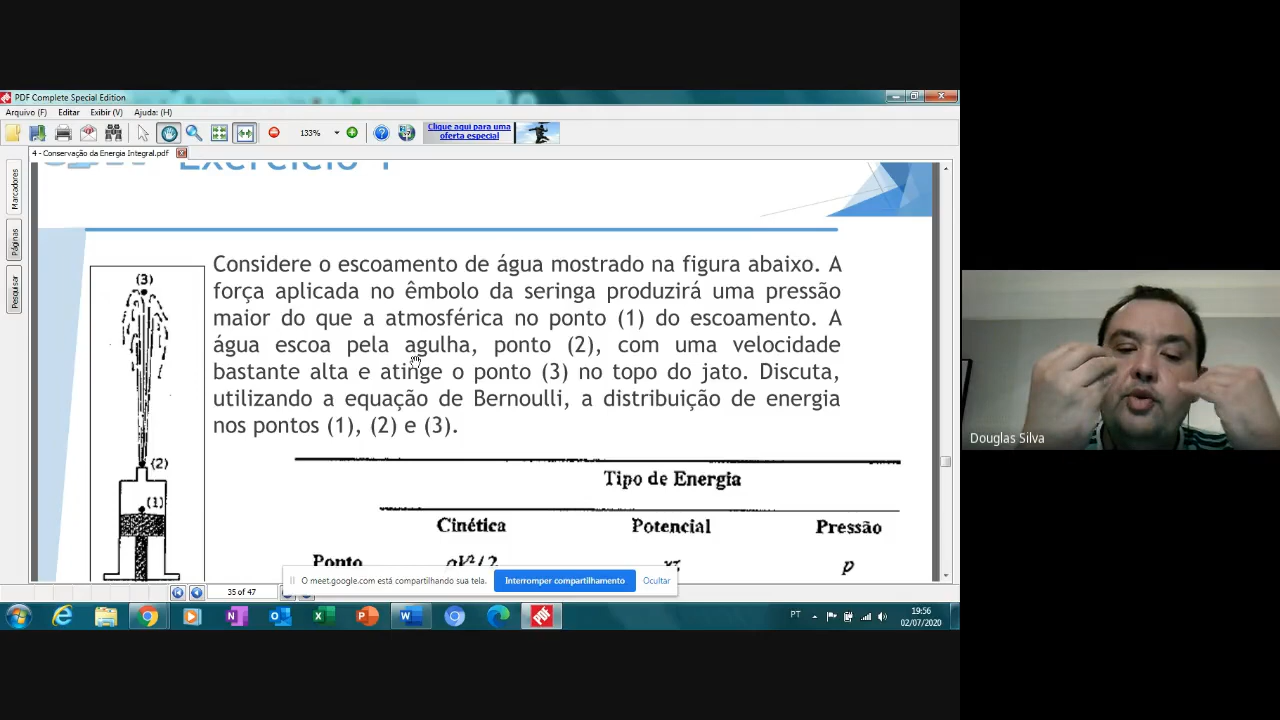 PDF Complete Special Edition
Arquivo (F) Editar Exibir (V) Ajuda: (H)
133%
Clique aqui para uma
oferta especial
4 - Conservação da Energia Integral.pdf
Marcadores
Páginas
Pesquisar
Considere o escoamento de água mostrado na figura abaixo. A
força aplicada no êmbolo da seringa produzirá uma pressão
maior do que a atmosférica no ponto (1) do escoamento. A
água escoa pela agulha, ponto (2), com uma velocidade
bastante alta e atinge o ponto (3) no topo do jato. Discuta,
utilizando a equação de Bernoulli, a distribuição de energia
nos pontos (1), (2) e (3).
(3)
(2)
(1)
Tipo de Energia
Cinética Potencial Pressão
Ponto p
O meet.google.com está compartilhando sua tela. Interromper compartilhamento Ocultar
35 of 47
PT 19:56
02/07/2020
Douglas Silva